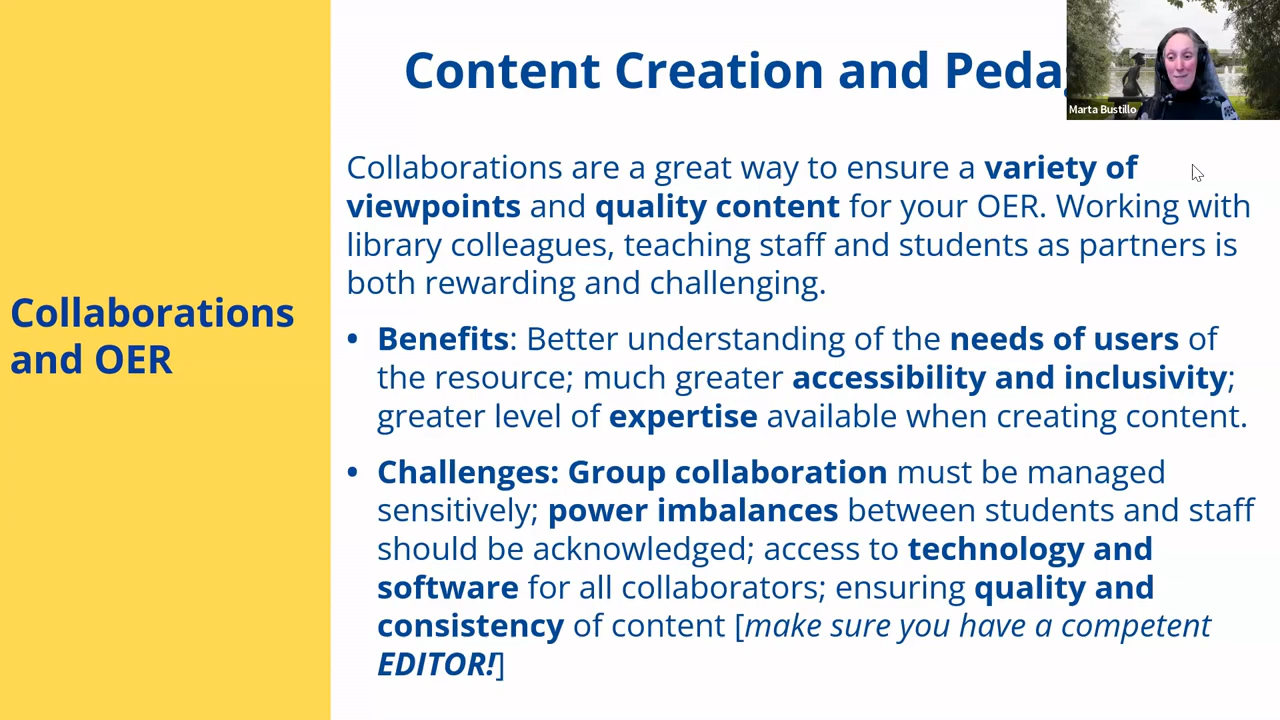 Content Creation and Peda
Marta Bustillo
Collaborations are a great way to ensure a variety of
viewpoints and quality content for your OER. Working with
library colleagues, teaching staff and students as partners is
both rewarding and challenging.
Collaborations
and OER
• Benefits: Better understanding of the needs of users of
the resource; much greater accessibility and inclusivity;
greater level of expertise available when creating content.
• Challenges: Group collaboration must be managed
sensitively; power imbalances between students and staff
should be acknowledged; access to technology and
software for all collaborators; ensuring quality and
consistency of content [make sure you have a competent
EDITOR!]